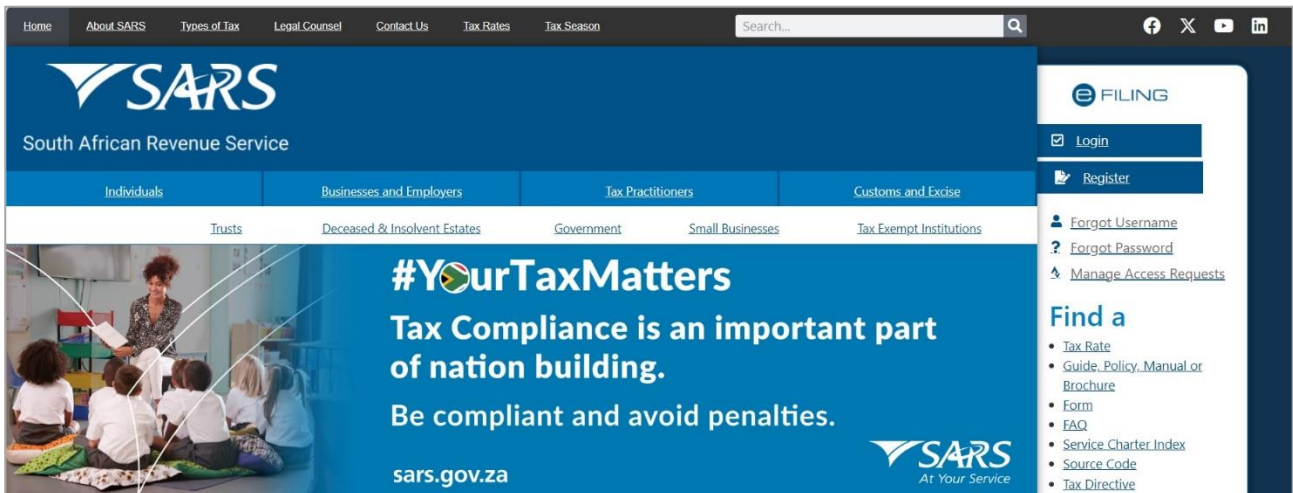 Home About SARS Types of Tax Legal Counsel Contact Us Tax Rates Tax Season Search...
SARS
South African Revenue Service
Individuals Businesses and Employers Tax Practitioners Customs and Excise
Trusts Deceased & Insolvent Estates Government Small Businesses Tax Exempt Institutions
#YourTaxMatters
Tax Compliance is an important part
of nation building.
Be compliant and avoid penalties.
sars.gov.za
SARS
At Your Service
e FILING
Login
Register
Forgot Username
? Forgot Password
Manage Access Requests
Find a
• Tax Rate
• Guide, Policy, Manual or
Brochure
• Form
• FAQ
• Service Charter Index
• Source Code
• Tax Directive